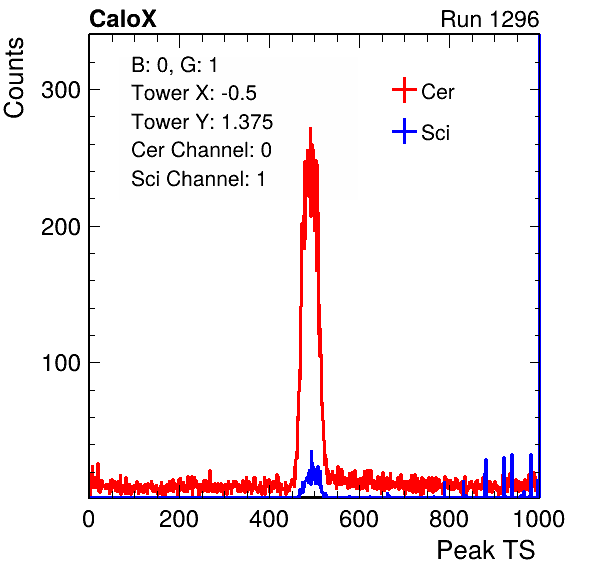 CaloX
Run 1296
Counts
B: 0, G: 1
Tower X: -0.5
Tower Y: 1.375
Cer Channel: 0
Sci Channel: 1
Cer
Sci
300
200
100
0 200 400 600 800 1000
Peak TS